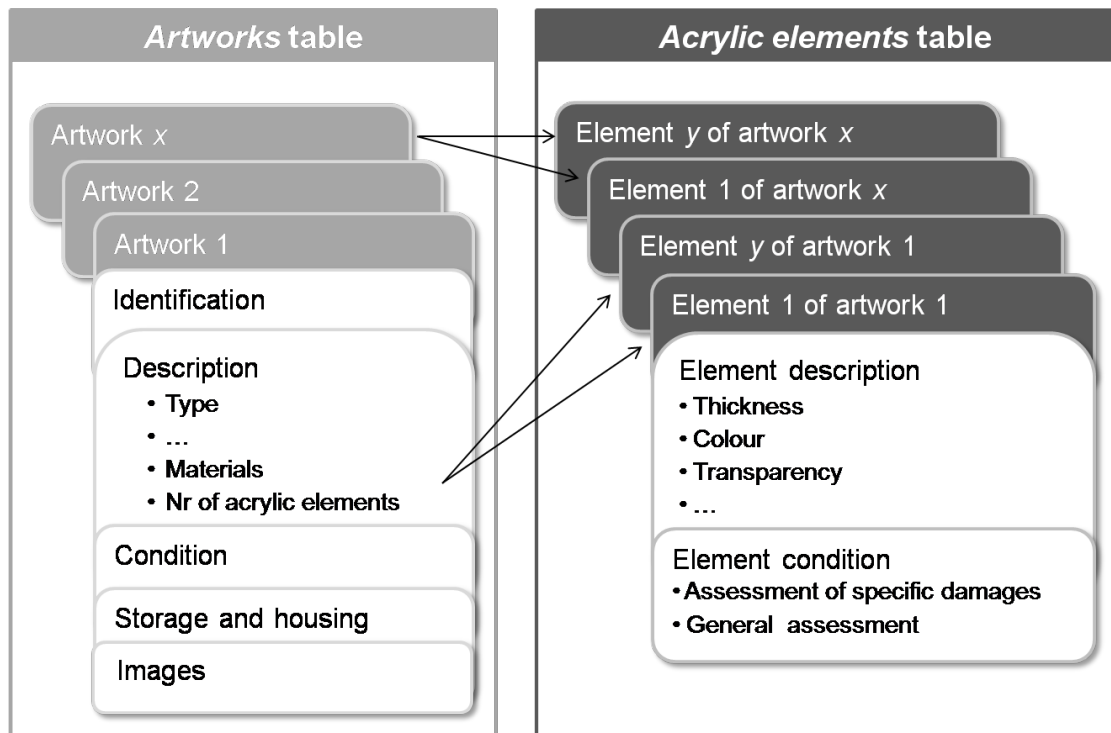 Artworks table
Artwork x
Artwork 2
Artwork 1
Identification
Description
• Type
• ...
• Materials
• Nr of acrylic elements
Condition
Storage and housing
Images
Acrylic elements table
Element y of artwork x
Element 1 of artwork x
Element y of artwork 1
Element 1 of artwork 1
Element description
• Thickness
• Colour
• Transparency
• ...
Element condition
• Assessment of specific damages
• General assessment